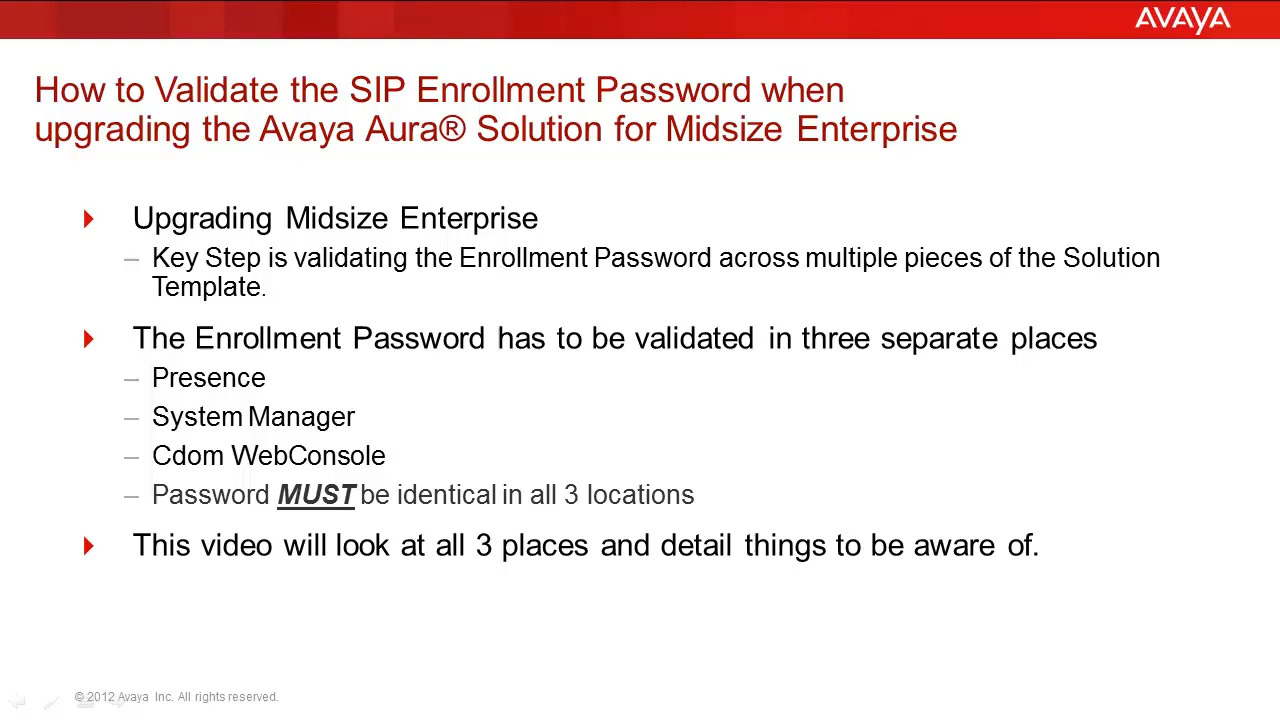 AVAYA
How to Validate the SIP Enrollment Password when
upgrading the Avaya Aura® Solution for Midsize Enterprise
Upgrading Midsize Enterprise
– Key Step is validating the Enrollment Password across multiple pieces of the Solution
Template.
The Enrollment Password has to be validated in three separate places
– Presence
– System Manager
– Cdom WebConsole
– Password MUST be identical in all 3 locations
This video will look at all 3 places and detail things to be aware of.
© 2012 Avaya Inc. All rights reserved.